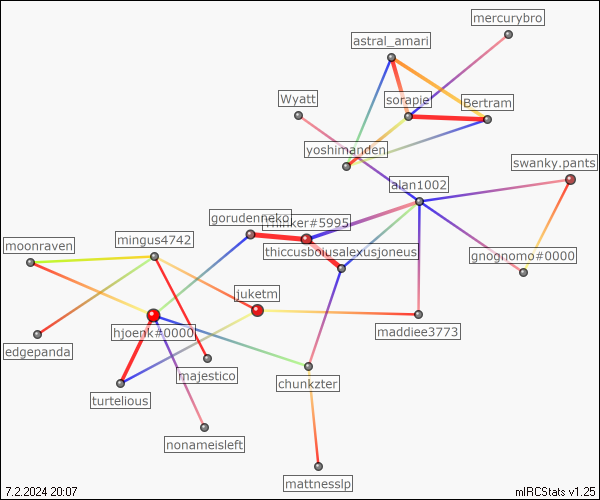 mercurybro
astral_amari
Wyatt
sorapie
Bertram
yoshimanden
swanky.pants
alan1002
gorudenneko
thinker#5995
mingus4742
moonraven
thiccusboiusalexusjoneus
gnognomo#0000
juketm
hjoenk#0000
maddiee3773
edgepanda
majestico
chunkzter
turtelious
nonameisleft
mattnesslp
7.2.2024 20:07
mIRCStats v1.25